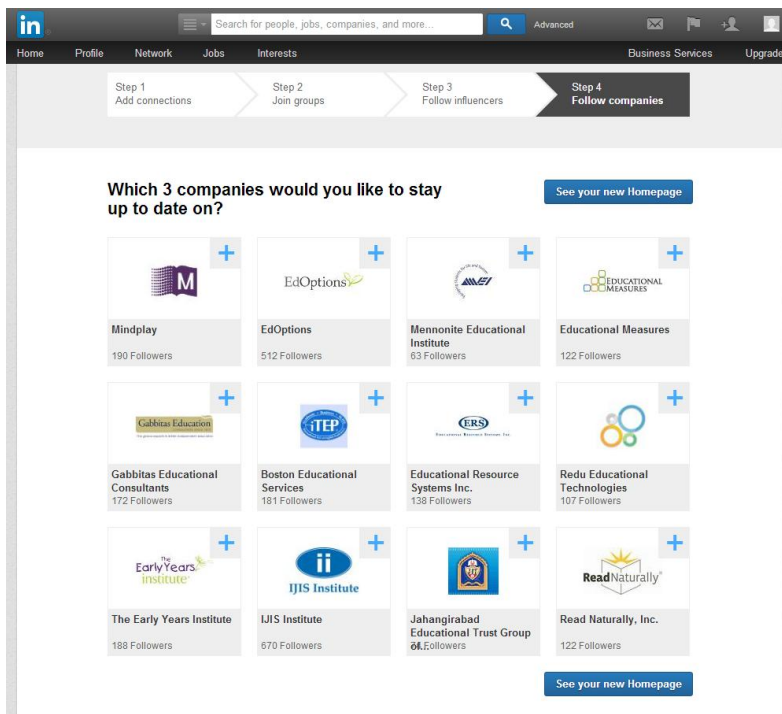 in
Search for people, jobs, companies, and more...
Advanced
Home Profile Network Jobs Interests Business Services Upgrade
Step 1
Add connections
Step 2
Join groups
Step 3
Follow influencers
Step 4
Follow companies
Which 3 companies would you like to stay
up to date on?
See your new Homepage
M
Mindplay
190 Followers
EdOptions
EdOptions
512 Followers
MEI
Mennonite Educational
Institute
63 Followers
EDUCATIONAL
MEASURES
Educational Measures
122 Followers
Gabbitas Education
Gabbitas Educational
Consultants
172 Followers
iTEP
Boston Educational
Services
181 Followers
ERS
Educational Resource Systems Inc
Educational Resource
Systems Inc.
138 Followers
Redu Educational
Technologies
107 Followers
The
Early Years
institute
The Early Years Institute
188 Followers
ii
IJIS Institute
IJIS Institute
670 Followers
Jahangirabad
Educational Trust Group
Followers
Read Naturally
Read Naturally, Inc.
122 Followers
See your new Homepage